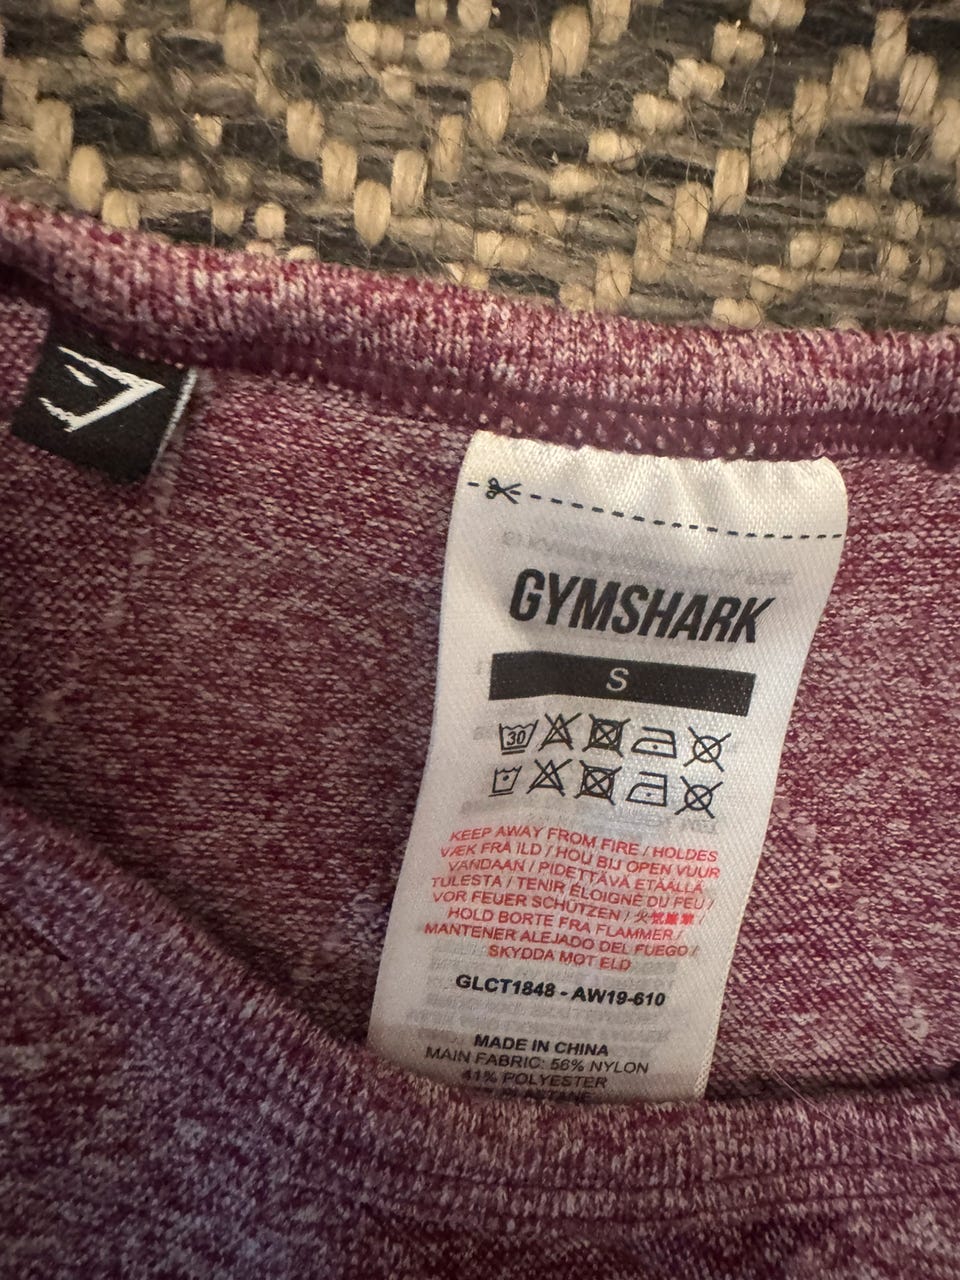 GYMSHARK
S
30
KEEP AWAY FROM FIRE / HOLDES
VÆK FRA ILD / HOU BIJ OPEN VUUR
VANDAAN / PIDETTÄVÄ ETÄÄLLÄ
TULESTA / TENIR ÉLOIGNÉ DU FEU /
VOR FEUER SCHÜTZEN / 火気厳禁 /
HOLD BORTE FRA FLAMMER /
MANTENER ALEJADO DEL FUEGO /
SKYDDA MOT ELD
GLCT1848 - AW19-610
MADE IN CHINA
MAIN FABRIC: 56% NYLON
41% POLYESTER